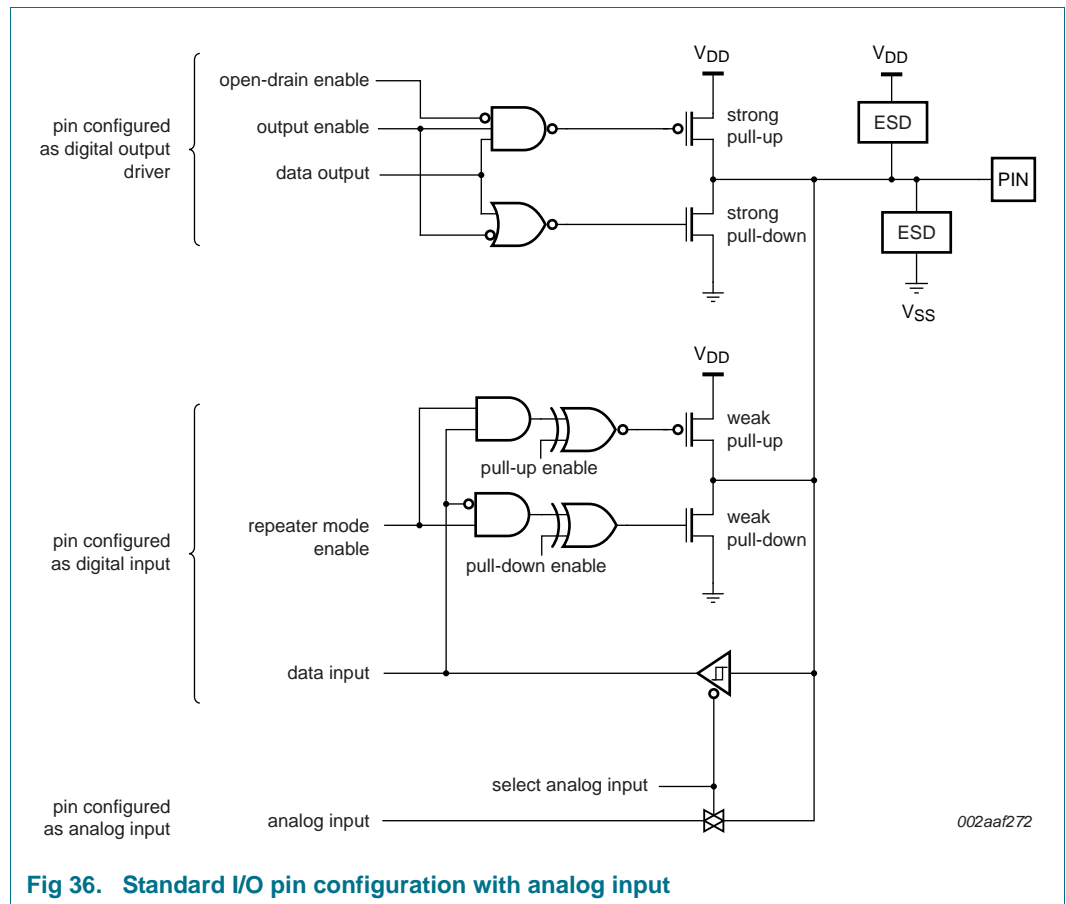 VDD
VDD
open-drain enable
strong
pull-up
ESD
pin configured
as digital output
driver
output enable
data output
PIN
strong
pull-down
ESD
VSS
VDD
weak
pull-up
pull-up enable
pin configured
as digital input
repeater mode
enable
weak
pull-down
pull-down enable
data input
select analog input
pin configured
as analog input
analog input
002aaf272
Fig 36. Standard I/O pin configuration with analog input